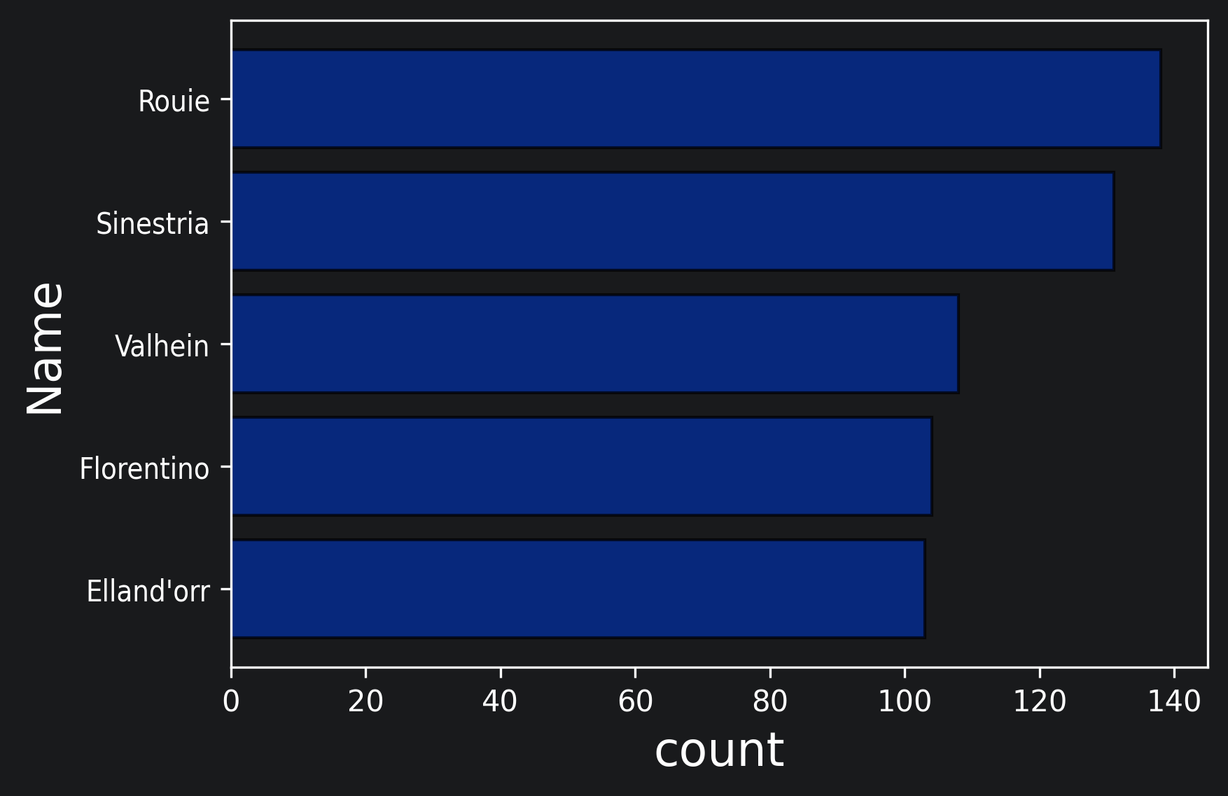 Rouie
Sinestria
Valhein
Florentino
Elland'orr
Name
0 20 40 60 80 100 120 140
count